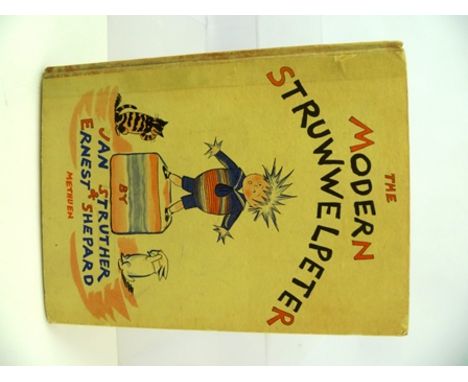 THE
MODERN
STRUWWELPETER
BY
JAN STRUTHER
& ERNEST SHEPARD
METHUEN